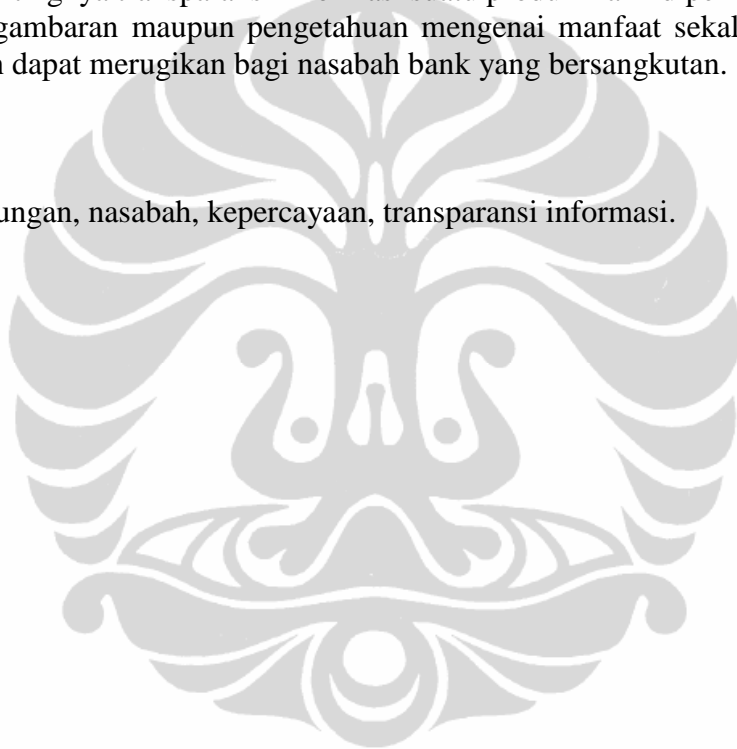 gambaran maupun pengetahuan mengenai manfaat sekal
dapat merugikan bagi nasabah bank yang bersangkutan.
ungan, nasabah, kepercayaan, transparansi informasi.